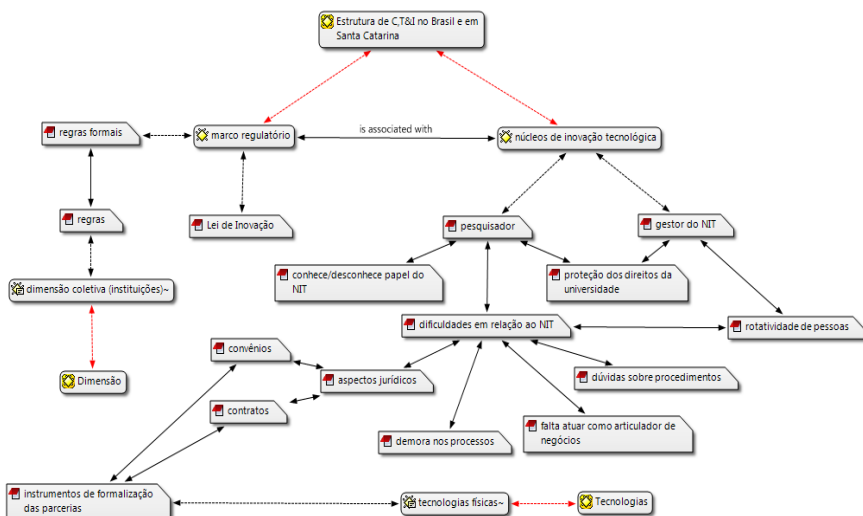 Estrutura de C,T&I no Brasil e em
Santa Catarina
is associated with
regras formais
marco regulatório
núcleos de inovação tecnológica
regras
Lei de Inovação
pesquisador
gestor do NIT
dimensão coletiva (instituições)~
conhece/desconhece papel do
NIT
proteção dos direitos da
universidade
dificuldades em relação ao NIT
rotatividade de pessoas
convênios
Dimensão
aspectos jurídicos
dúvidas sobre procedimentos
contratos
demora nos processos
falta atuar como articulador de
negócios
instrumentos de formalização
das parcerias
tecnologias físicas~
Tecnologias